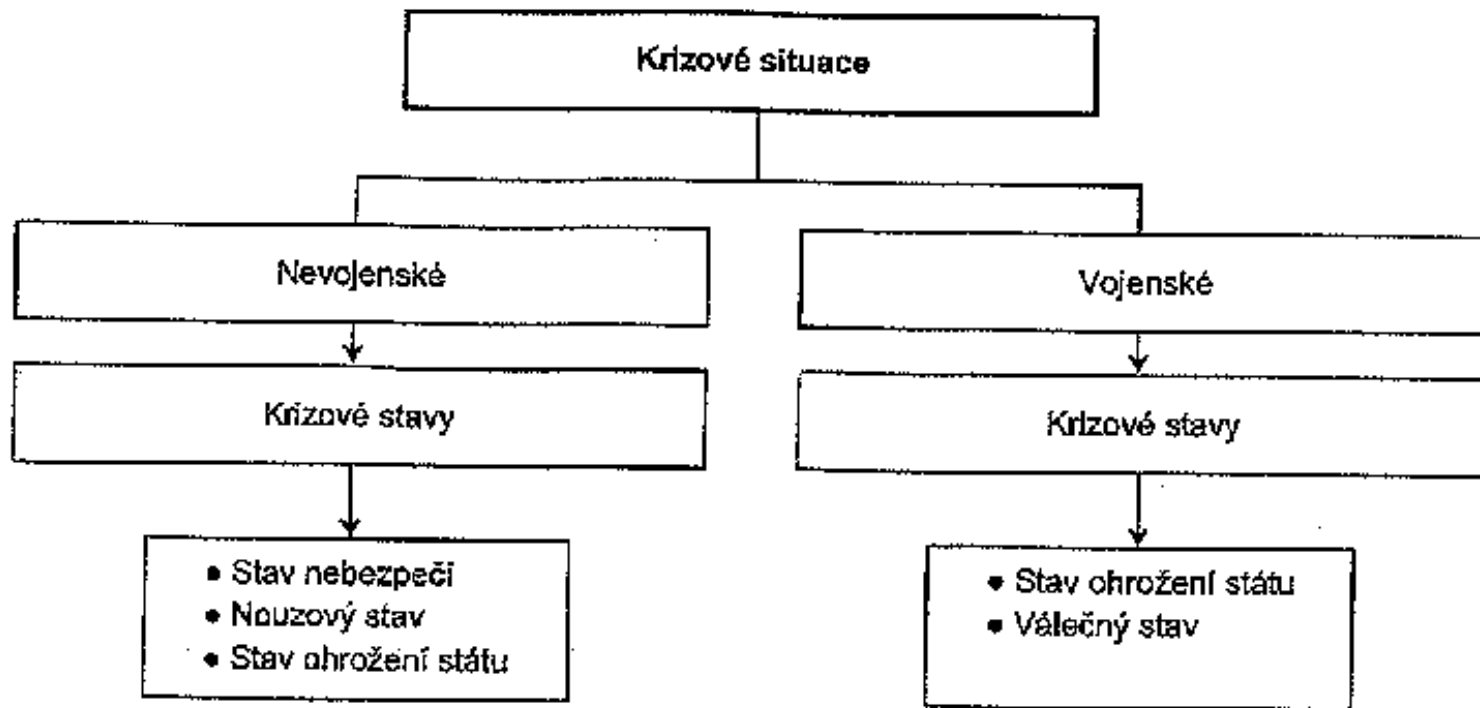 Krizové situace
Nevojenské
Vojenské
Krizové stavy
Krizové stavy
• Stav nebezpečí
• Nouzový stav
• Stav ohrožení státu
• Stav ohrožení státu
• Válečný stav